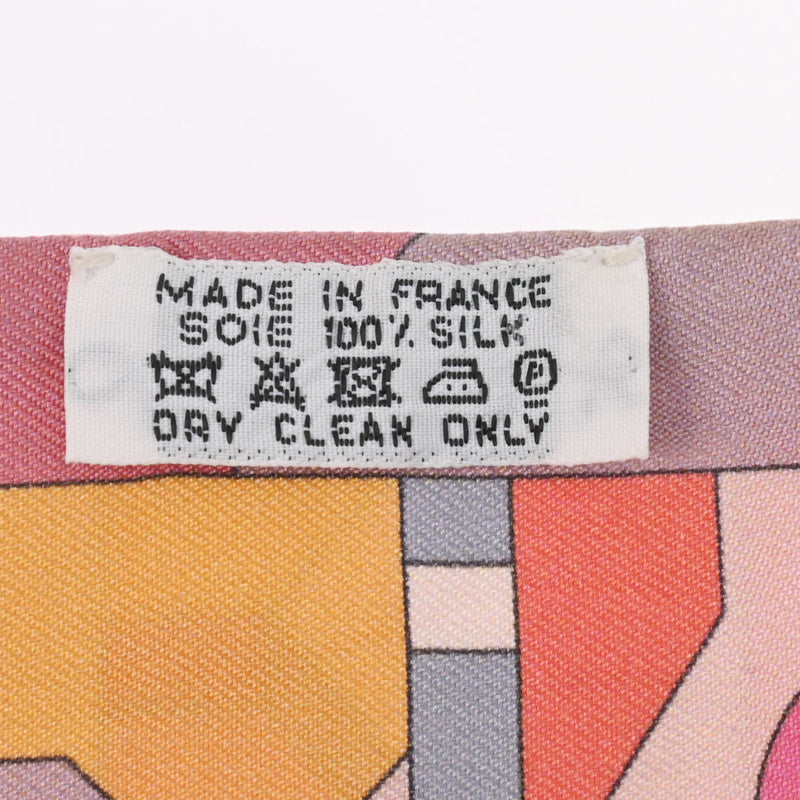 MADE IN FRANCE
SOIE 100% SILK
P
DRY CLEAN ONLY